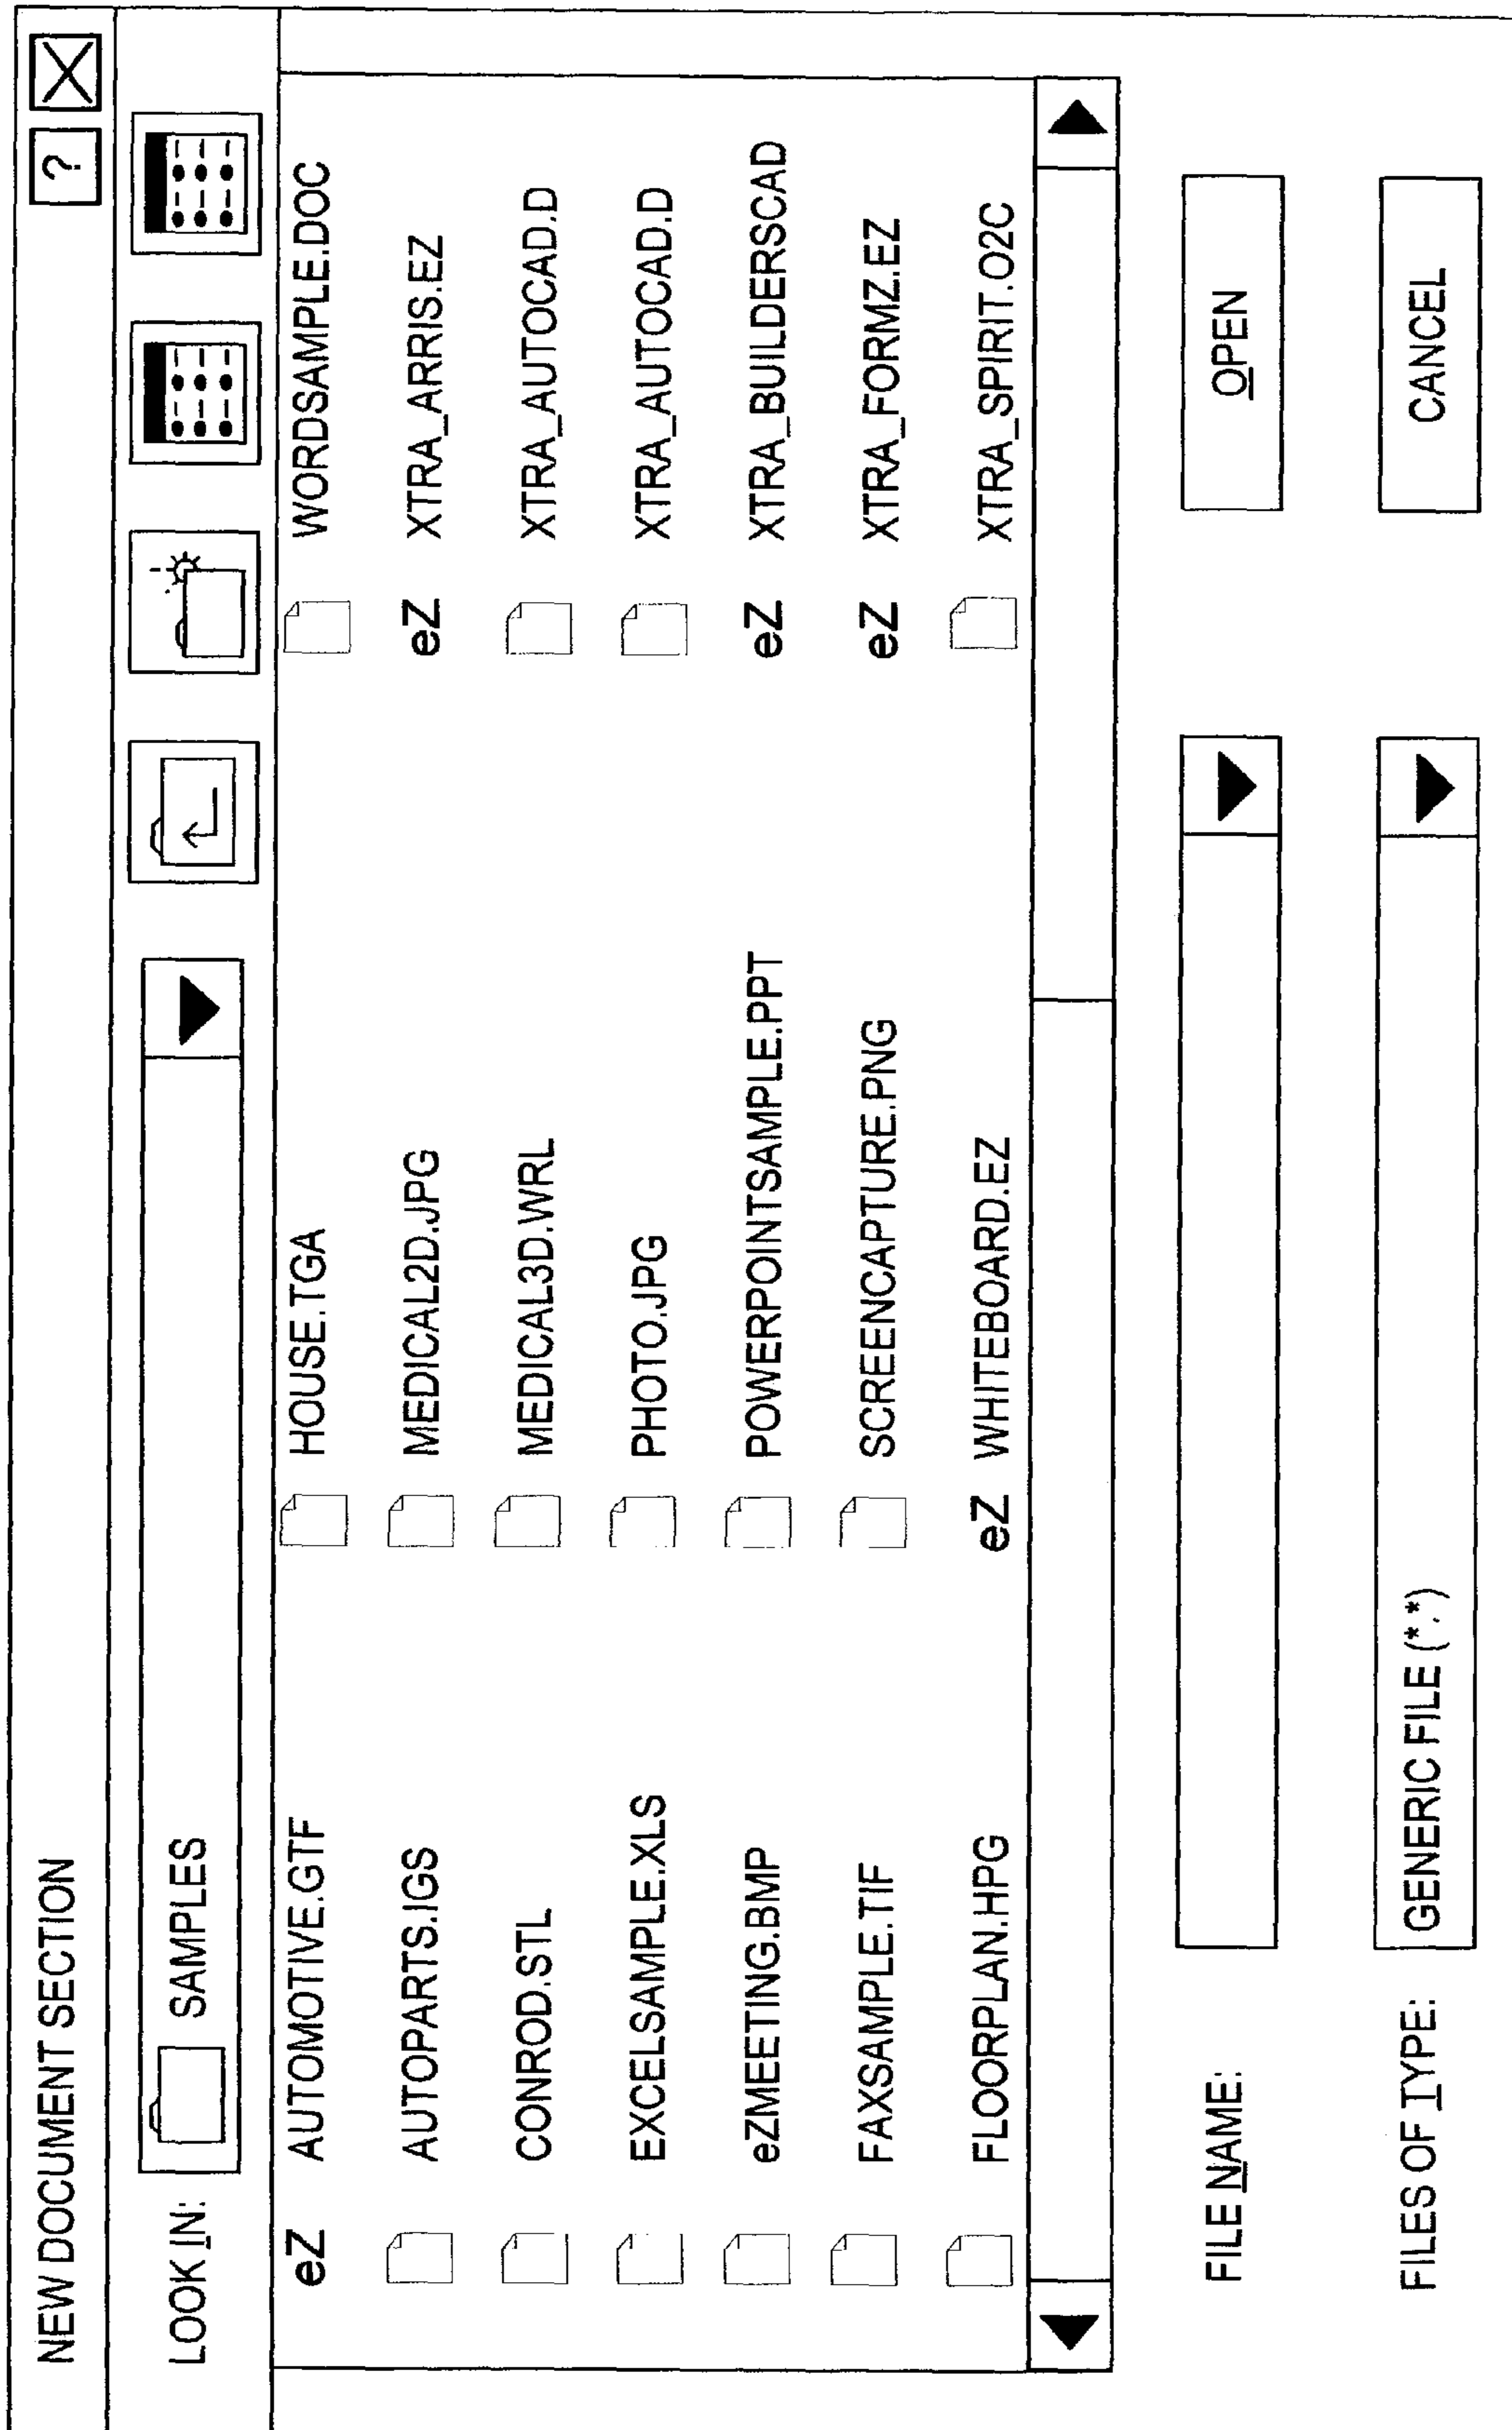 NEW DOCUMENT SECTION ?
LOOK IN: SAMPLES
eZ AUTOMOTIVE.GTF
AUTOPARTS.IGS
CONROD.STL
EXCELSAMPLE.XLS
eZMEETING.BMP
FAXSAMPLE.TIF
FLOORPLAN.HPG
HOUSE.TGA
MEDICAL2D.JPG
MEDICAL3D.WRL
PHOTO.JPG
POWERPOINTSAMPLE.PPT
SCREENCAPTURE.PNG
eZ WHITEBOARD.EZ
WORDSAMPLE.DOC
eZ XTRA_ARRIS.EZ
XTRA_AUTOCAD.D
XTRA_AUTOCAD.D
eZ XTRA_BUILDERSCAD
eZ XTRA_FORMZ.EZ
XTRA_SPIRIT.O2C
FILE NAME: OPEN
FILES OF TYPE: GENERIC FILE (*.*) CANCEL